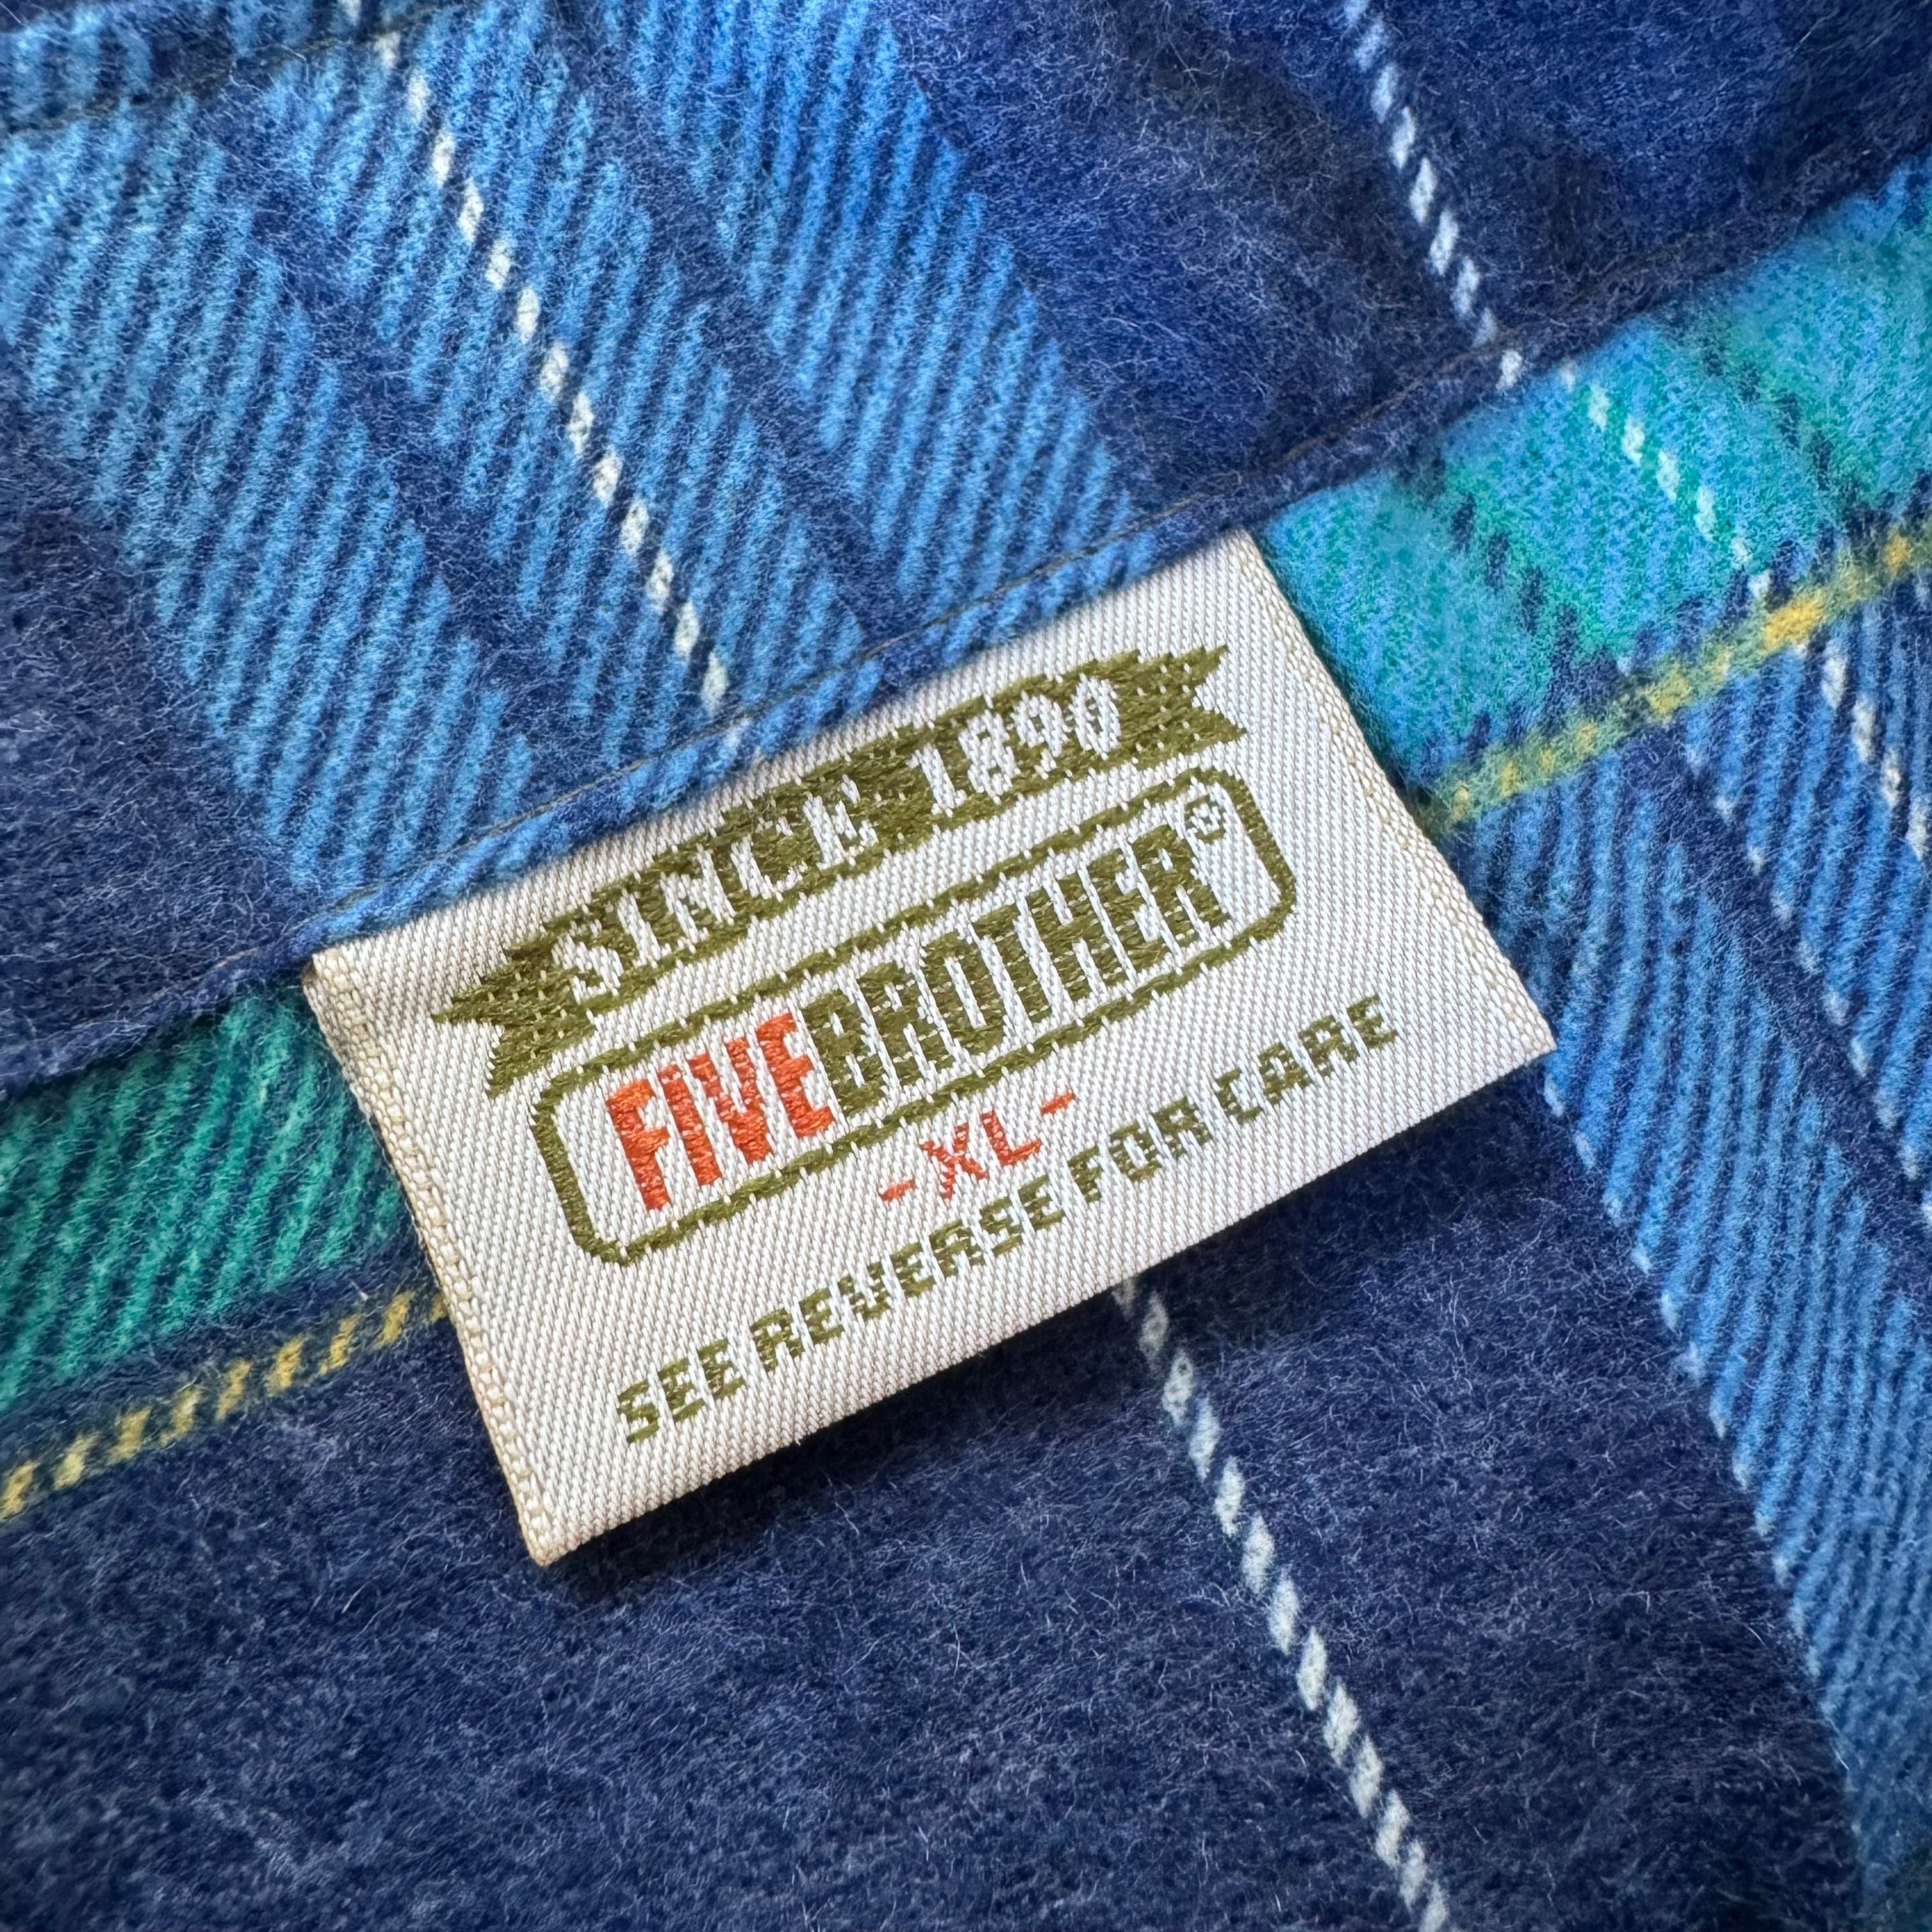 SINCE 1890
FIVEBROTHER®
-XL-
SEE REVERSE FOR CARE